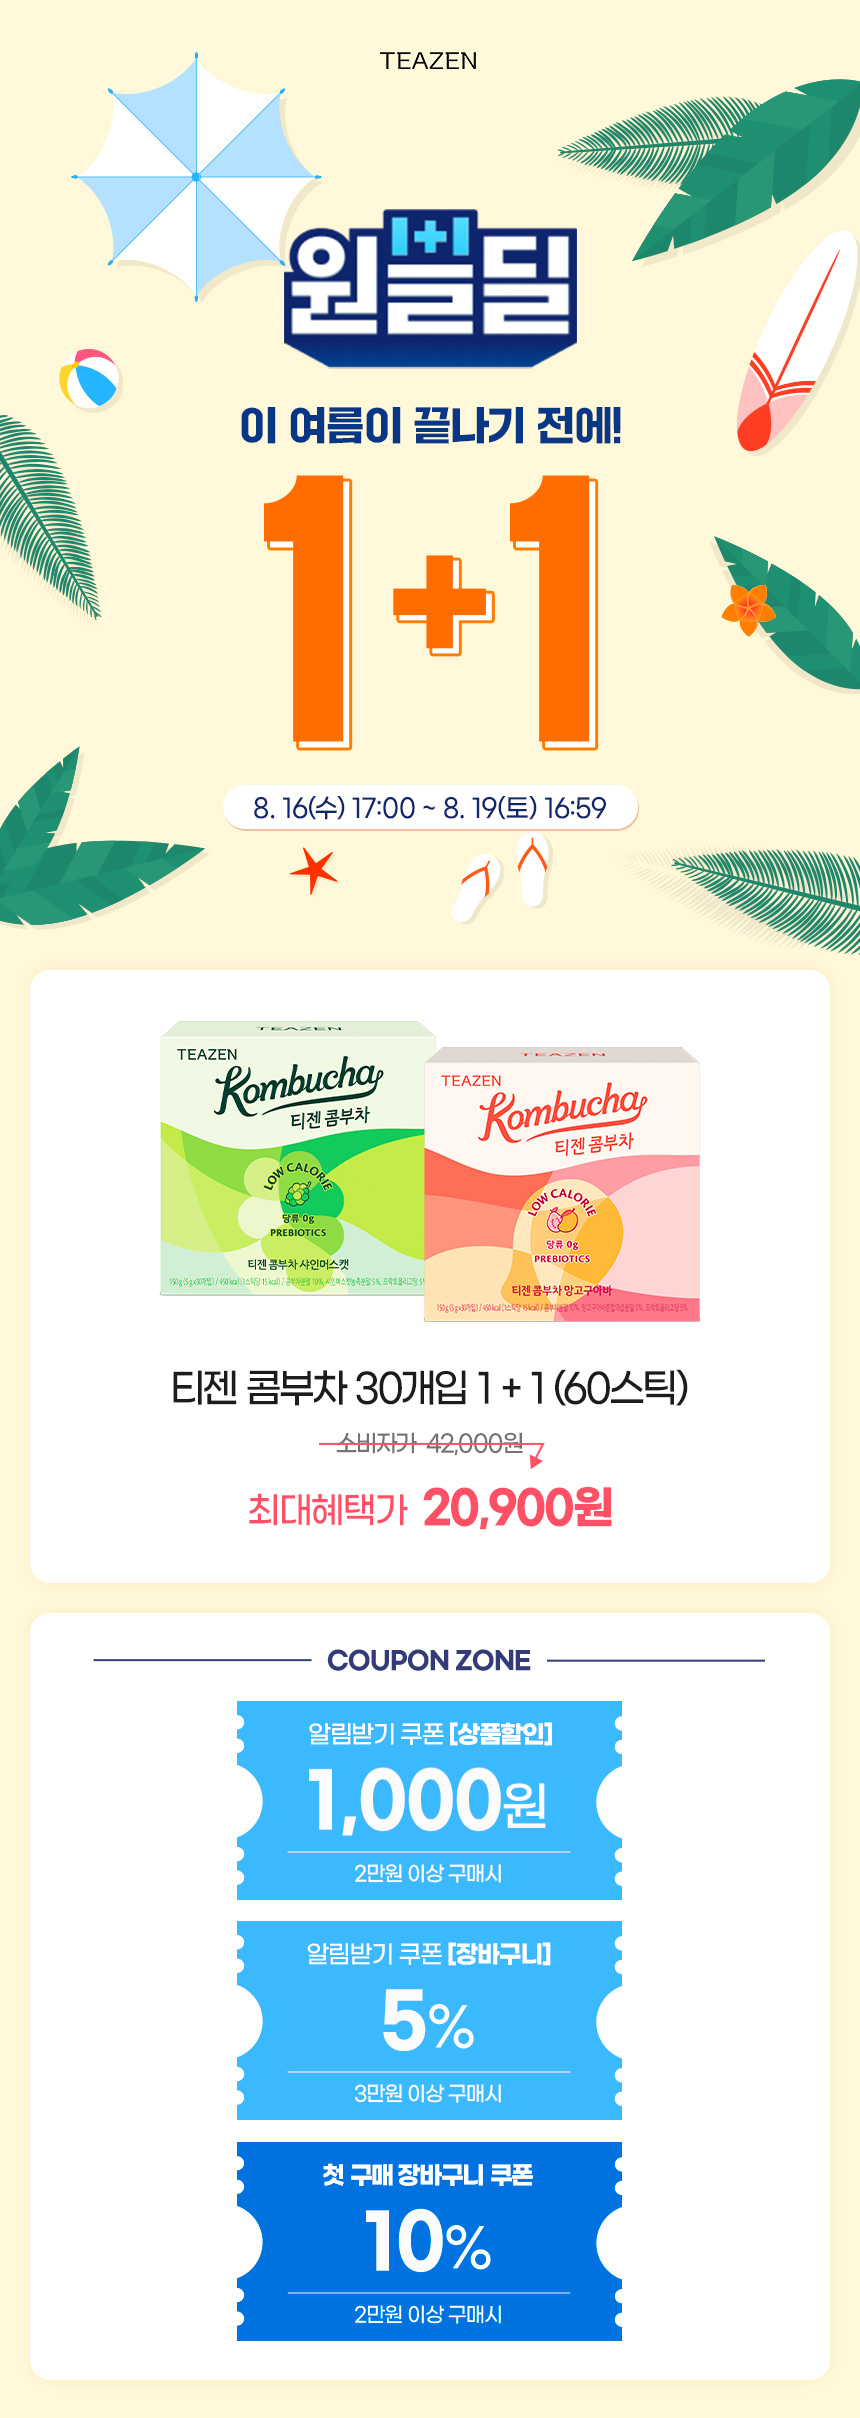 TEAZEN
1+1
원쁠딜
이 여름이 끝나기 전에!
1+1
8. 16(수) 17:00 ~ 8. 19(토) 16:59
TEAZEN
TEAZEN
Kombucha
티젠 콤부차
LOW CALORIE
당류 0g
PREBIOTICS
티젠 콤부차 샤인머스캣
TEAZEN
TEAZEN
Kombucha
티젠 콤부차
LOW CALORIE
당류 0g
PREBIOTICS
티젠 콤부차 망고구아바
티젠 콤부차 30개입 1 + 1 (60스틱)
소비자가 42,000원
최대혜택가 20,900원
COUPON ZONE
알림받기 쿠폰 [상품할인]
1,000원
2만원 이상 구매시
알림받기 쿠폰 [장바구니]
5%
3만원 이상 구매시
첫 구매 장바구니 쿠폰
10%
2만원 이상 구매시